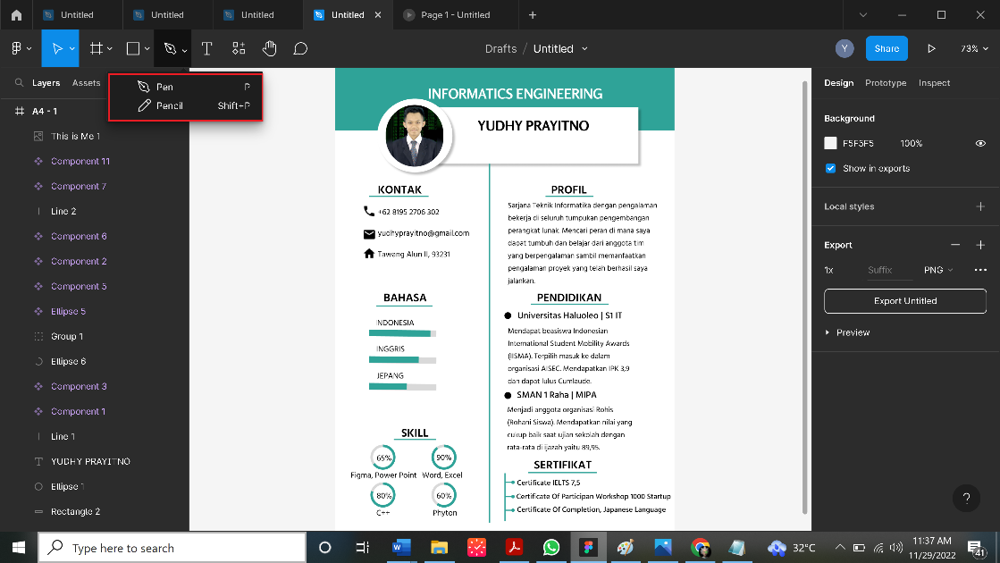 Untitled
Untitled
Untitled
Untitled
Page 1 - Untitled
Drafts / Untitled
Y
Share
73%
Layers
Assets
Pen P
Pencil Shift+P
A4 - 1
This is Me 1
Component 11
Component 7
Line 2
Component 6
Component 2
Component 5
Ellipse 5
Group 1
Ellipse 6
Component 3
Component 1
Line 1
YUDHY PRAYITNO
Ellipse 1
Rectangle 2
INFORMATICS ENGINEERING
YUDHY PRAYITNO
KONTAK
+62 8195 2706 302
yudhyprayitno@gmail.com
Tawang Alun II, 93231
BAHASA
INDONESIA
INGGRIS
JEPANG
SKILL
65%
90%
Figma, Power Point
Word, Excel
80%
60%
C++
Phyton
PROFIL
Sarjana Teknik Informatika dengan pengalaman
bekerja di seluruh tumpukan pengembangan
perangkat lunak. Mencari peran di mana saya
dapat tumbuh dan belajar dari anggota tim
yang berpengalaman sambil memanfaatkan
pengalaman proyek yang telah berhasil saya
jalankan.
PENDIDIKAN
Universitas Haluoleo | S1 IT
Mendapat beasiswa Indonesian
International Student Mobility Awards
(IISMA). Terpilih masuk ke dalam
organisasi AISEC. Mendapatkan IPK 3,9
dan dapat lulus Cumlaude.
SMAN 1 Raha | MIPA
Menjadi anggota organisasi Rohis
(Rohani Siswa). Mendapatkan nilai yang
cukup baik saat ujian sekolah dengan
rata-rata di ijazah yaitu 89,95.
SERTIFIKAT
Certificate IELTS 7,5
Certificate Of Participan Workshop 1000 Startup
Certificate Of Completion, Japanese Language
Design
Prototype
Inspect
Background
F5F5F5 100%
Show in exports
Local styles
Export
1x Suffix PNG
Export Untitled
Preview
?
Type here to search
32°C
11:37 AM
11/29/2022
41